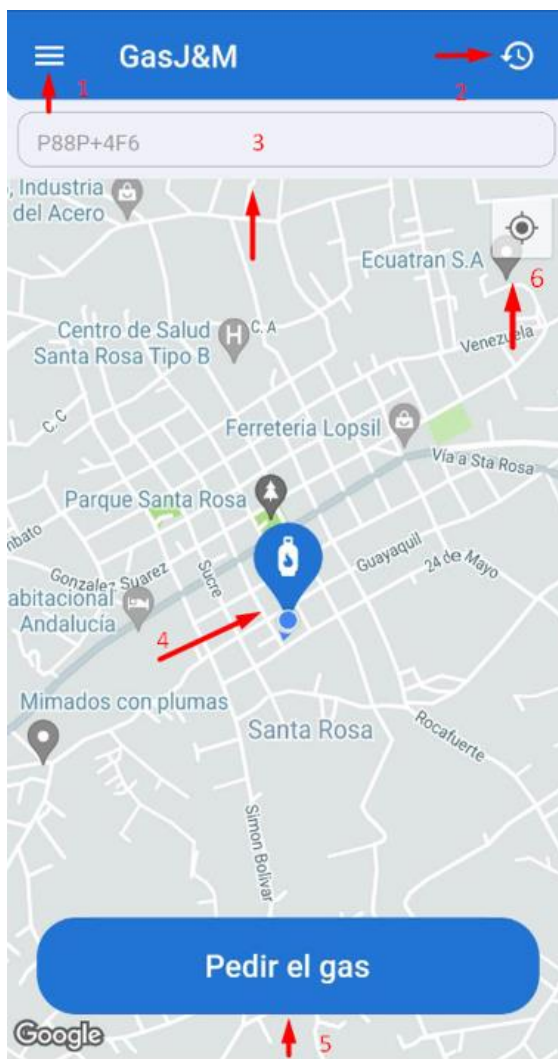 GasJ&M
1
2
P88P+4F6
3
, Industria
del Acero
Ecuatran S.A
6
Centro de Salud
Santa Rosa Tipo B
H
C. A
Venezuela
C. C
Ferreteria Lopsil
Vía a Sta Rosa
Parque Santa Rosa
mbato
Gonzalez Suarez
Sucre
Guayaquil
24 de Mayo
abitacional
Andalucía
4
Mimados con plumas
Santa Rosa
Rocafuerte
Simon Bolivar
Pedir el gas
Google
5